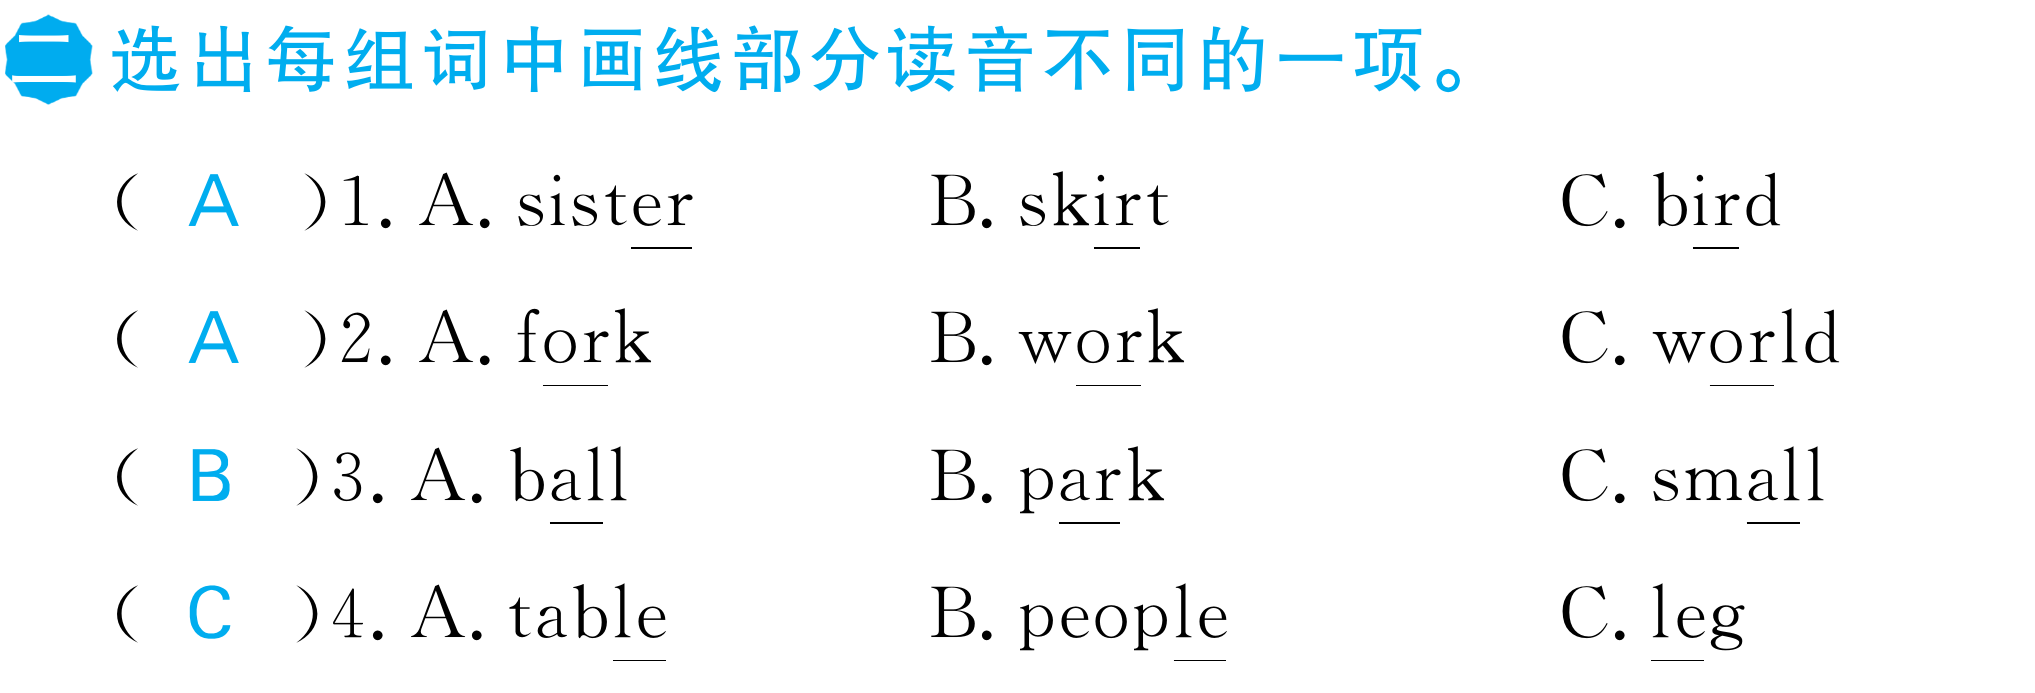 二 选出每组词中画线部分读音不同的一项。
( A )1. A. sister B. skirt C. bird
( A )2. A. fork B. work C. world
( B )3. A. ball B. park C. small
( C )4. A. table B. people C. leg